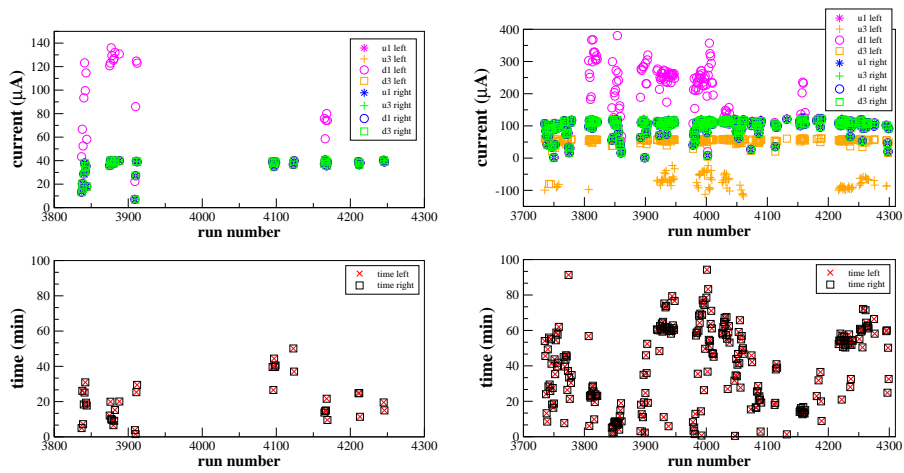 140
120
100
80
60
40
20
0
current (μA)
3800 3900 4000 4100 4200 4300
run number
u1 left
u3 left
d1 left
d3 left
u1 right
u3 right
d1 right
d3 right
400
300
200
100
0
-100
current (μA)
3700 3800 3900 4000 4100 4200 4300
run number
u1 left
u3 left
d1 left
d3 left
u1 right
u3 right
d1 right
d3 right
100
80
60
40
20
0
time (min)
3800 3900 4000 4100 4200 4300
run number
time left
time right
100
80
60
40
20
0
time (min)
3700 3800 3900 4000 4100 4200 4300
run number
time left
time right